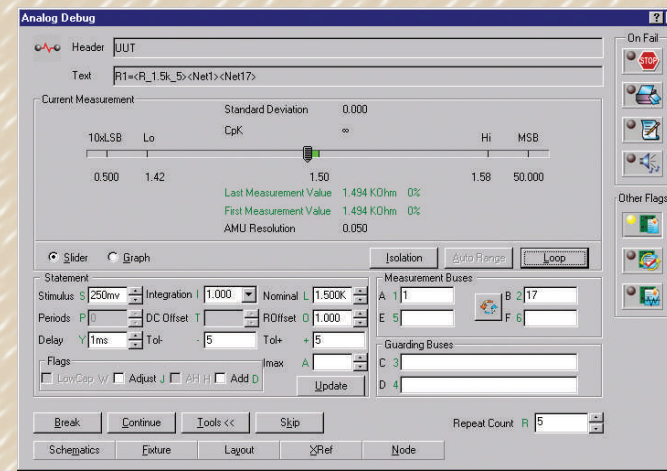 Analog Debug ?
Header UUT
Text R1=<R_1.5k_5><Net1><Net17>
On Fail
STOP
Current Measurement
Standard Deviation 0.000
CpK ∞
10xLSB Lo Hi MSB
0.500 1.42 1.50 1.58 50.000
Last Measurement Value 1.494 KOhm 0%
First Measurement Value 1.494 KOhm 0%
AMU Resolution 0.050
Other Flags
Slider Graph Isolation Auto Range Loop
Statement
Stimulus S 250mv Integration I 1.000 Nominal L 1.500K
Periods P 0 DC Offset T ROffset O 1.000
Delay Y 1ms Tol- - 5 Tol+ + 5
Flags
Imax A
LowCap W Adjust J AH H Add D
Update
Measurement Buses
A 1 1 B 2 17
E 5 F 6
Guarding Buses
C 3
D 4
Break Continue Tools << Skip Repeat Count R 5
Schematics Fixture Layout XRef Node